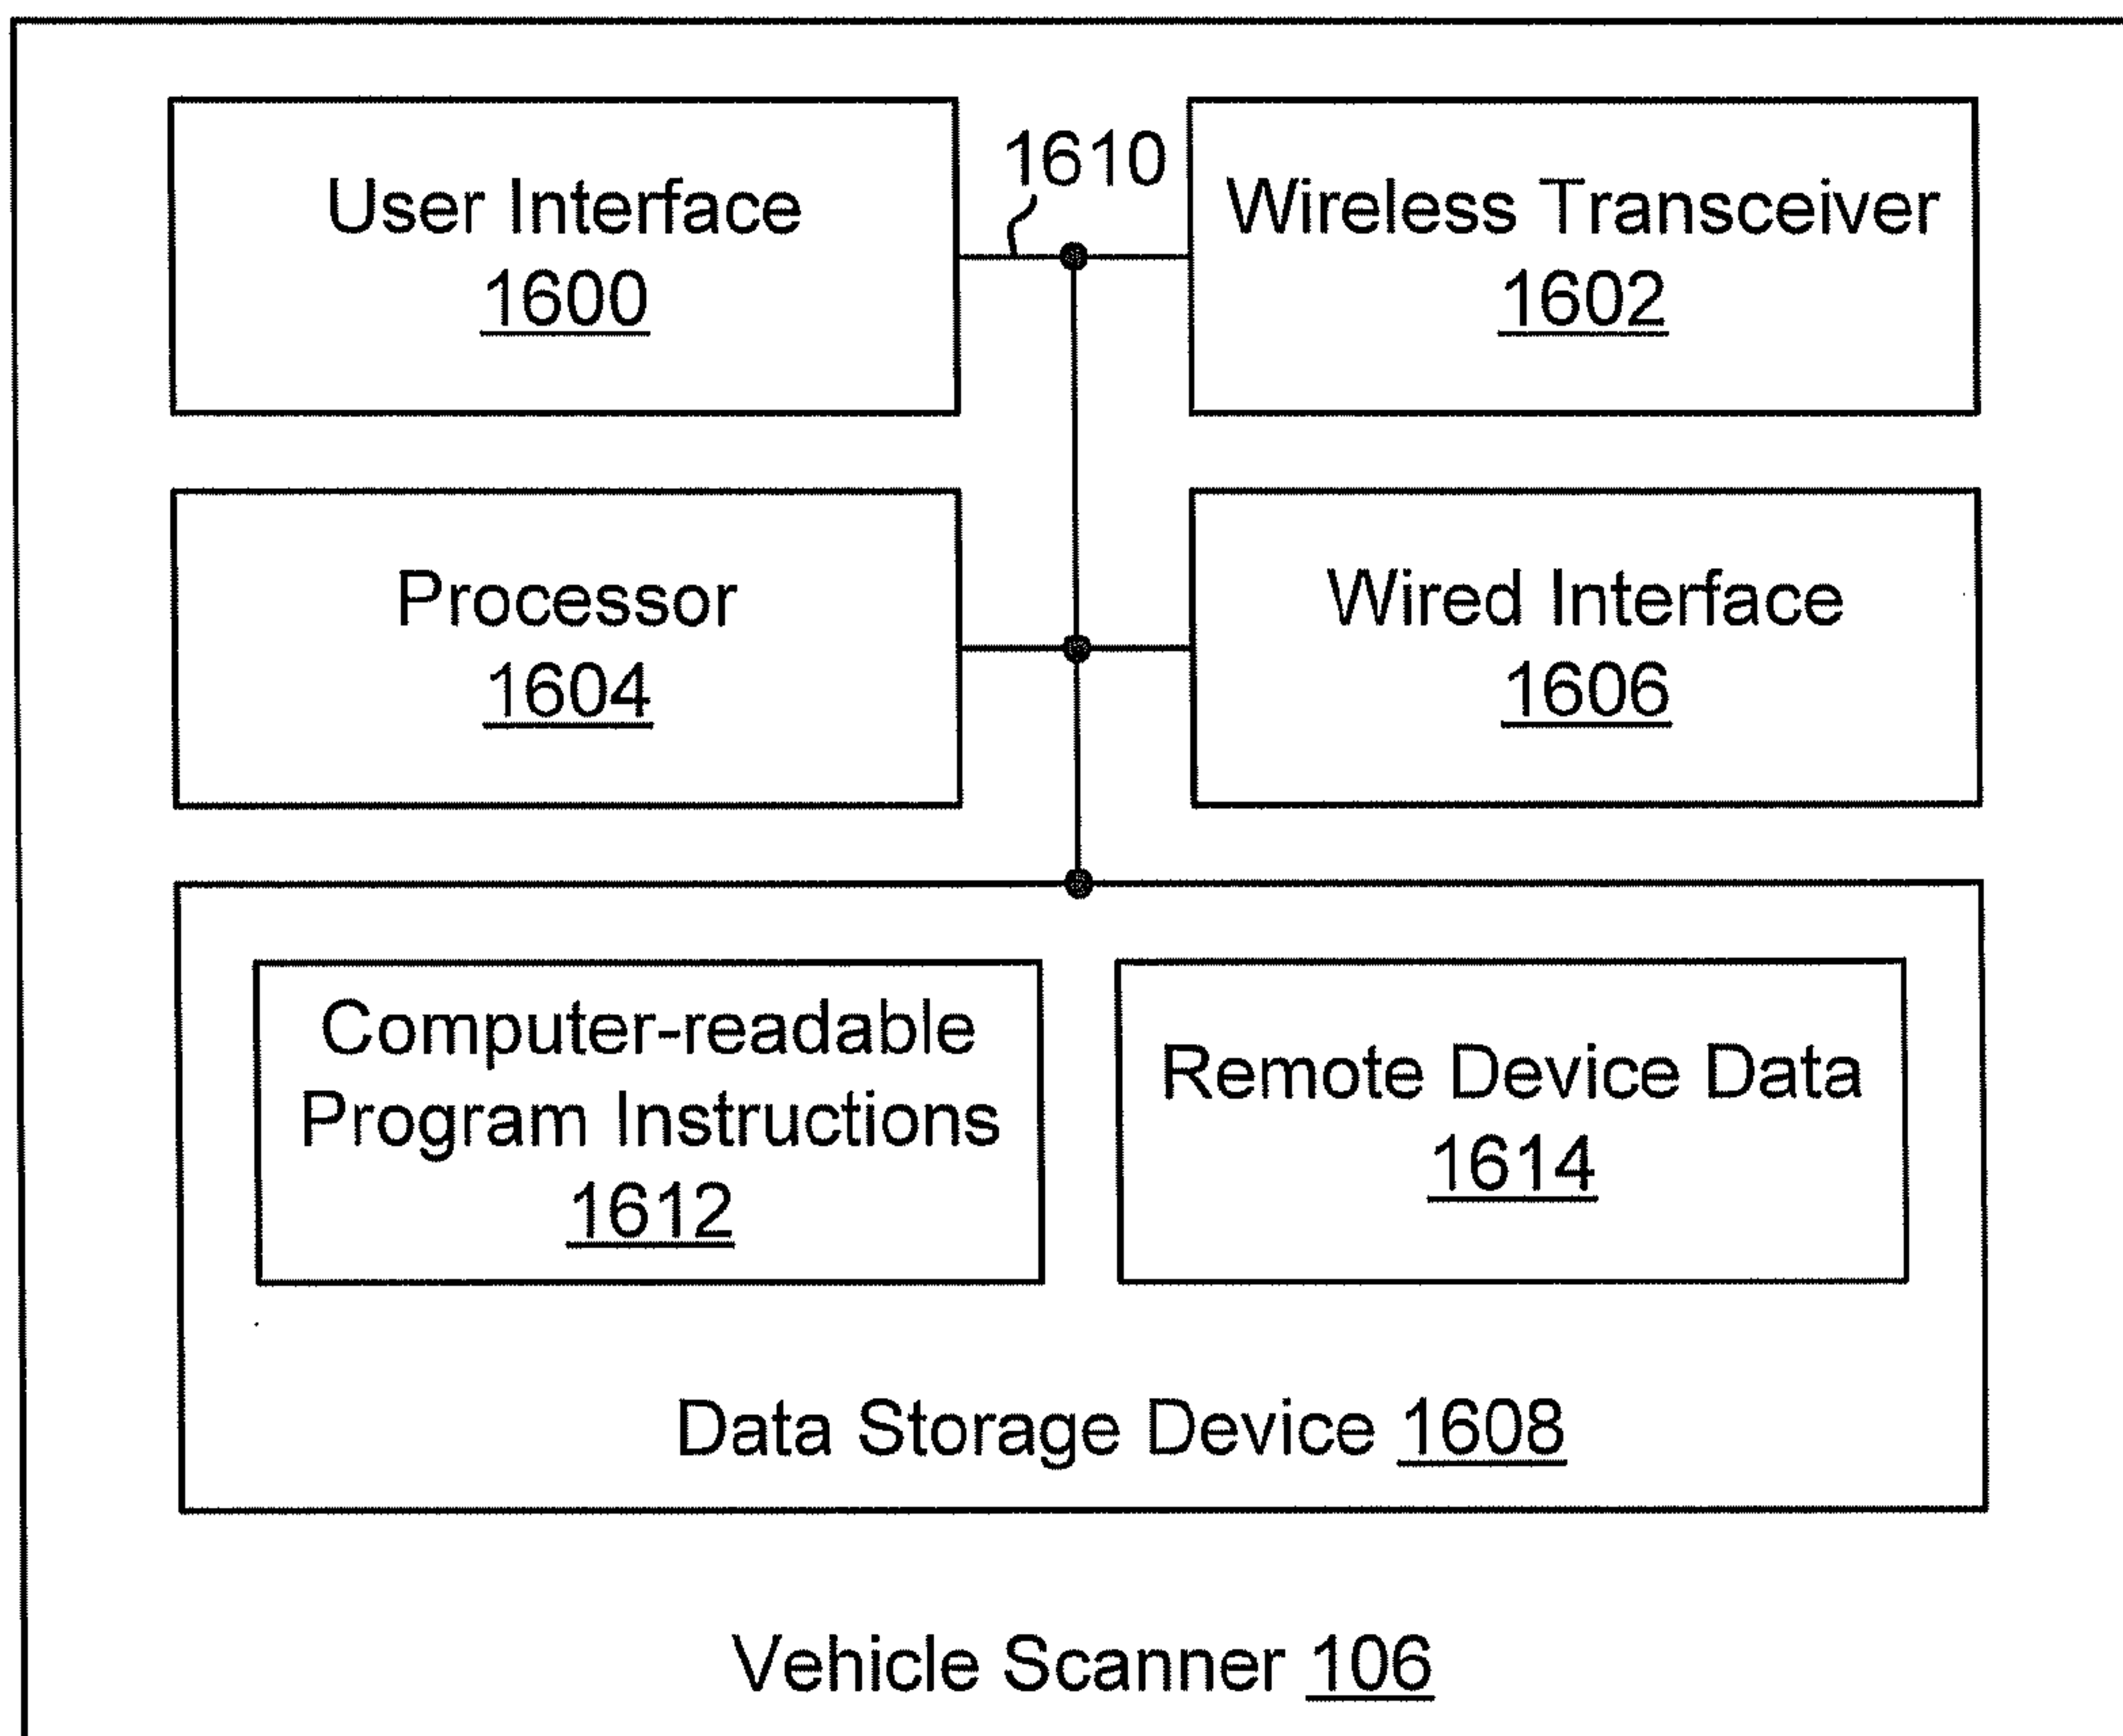 User Interface
1600
1610
Wireless Transceiver
1602
Processor
1604
Wired Interface
1606
Computer-readable
Program Instructions
1612
Remote Device Data
1614
Data Storage Device 1608
Vehicle Scanner 106